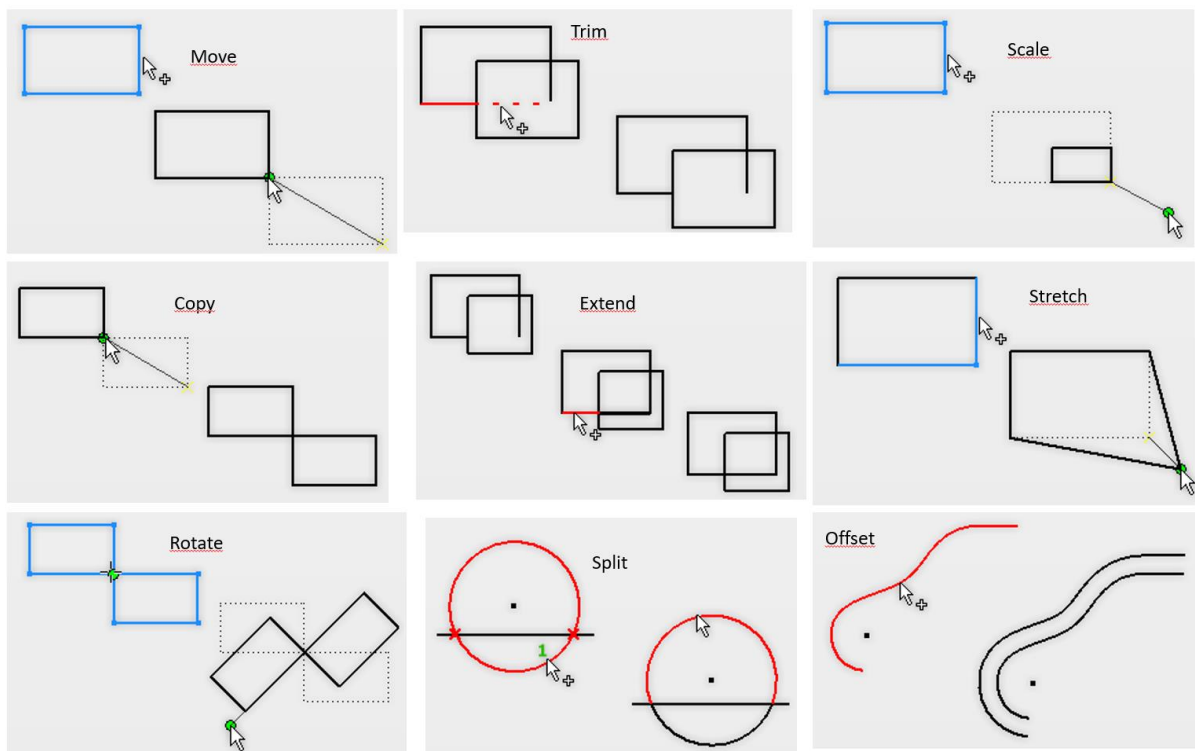 Move
Trim
Scale
Copy
Extend
Stretch
Rotate
Split
1
Offset